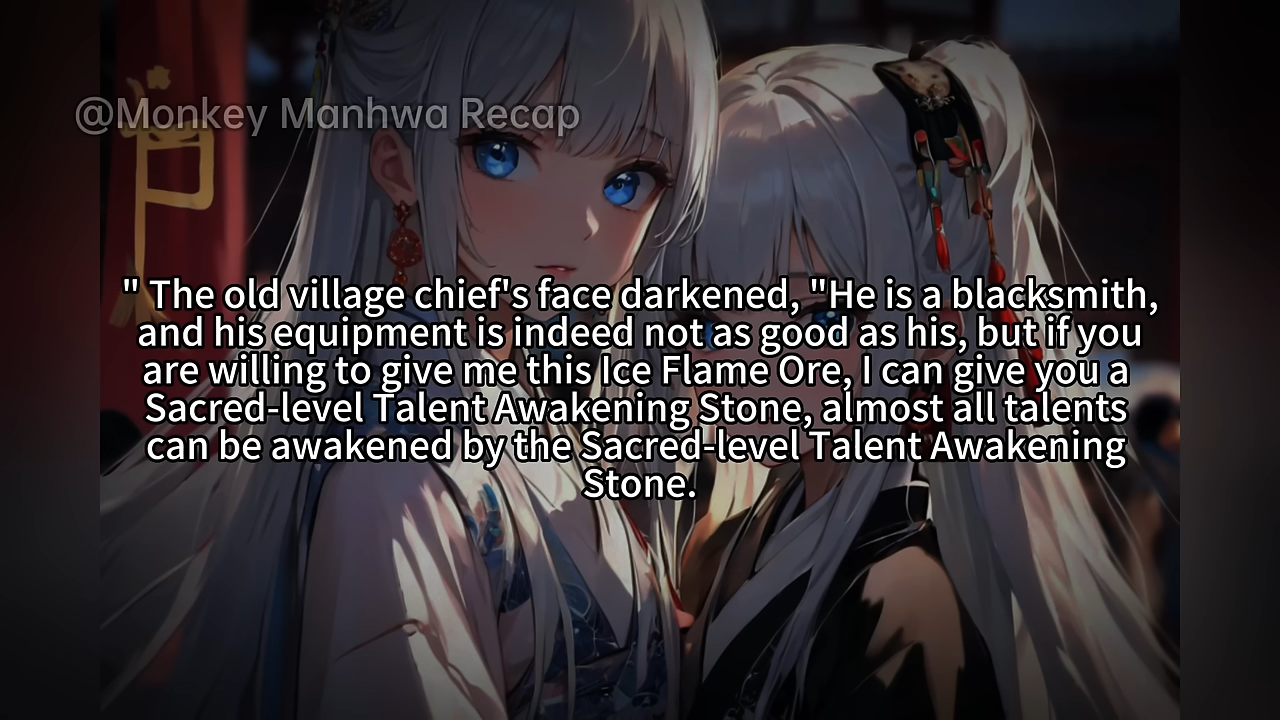 @Monkey Manhwa Recap
" The old village chief's face darkened, "He is a blacksmith,
and his equipment is indeed not as good as his, but if you
are willing to give me this Ice Flame Ore, I can give you a
Sacred-level Talent Awakening Stone, almost all talents
can be awakened by the Sacred-level Talent Awakening
Stone.